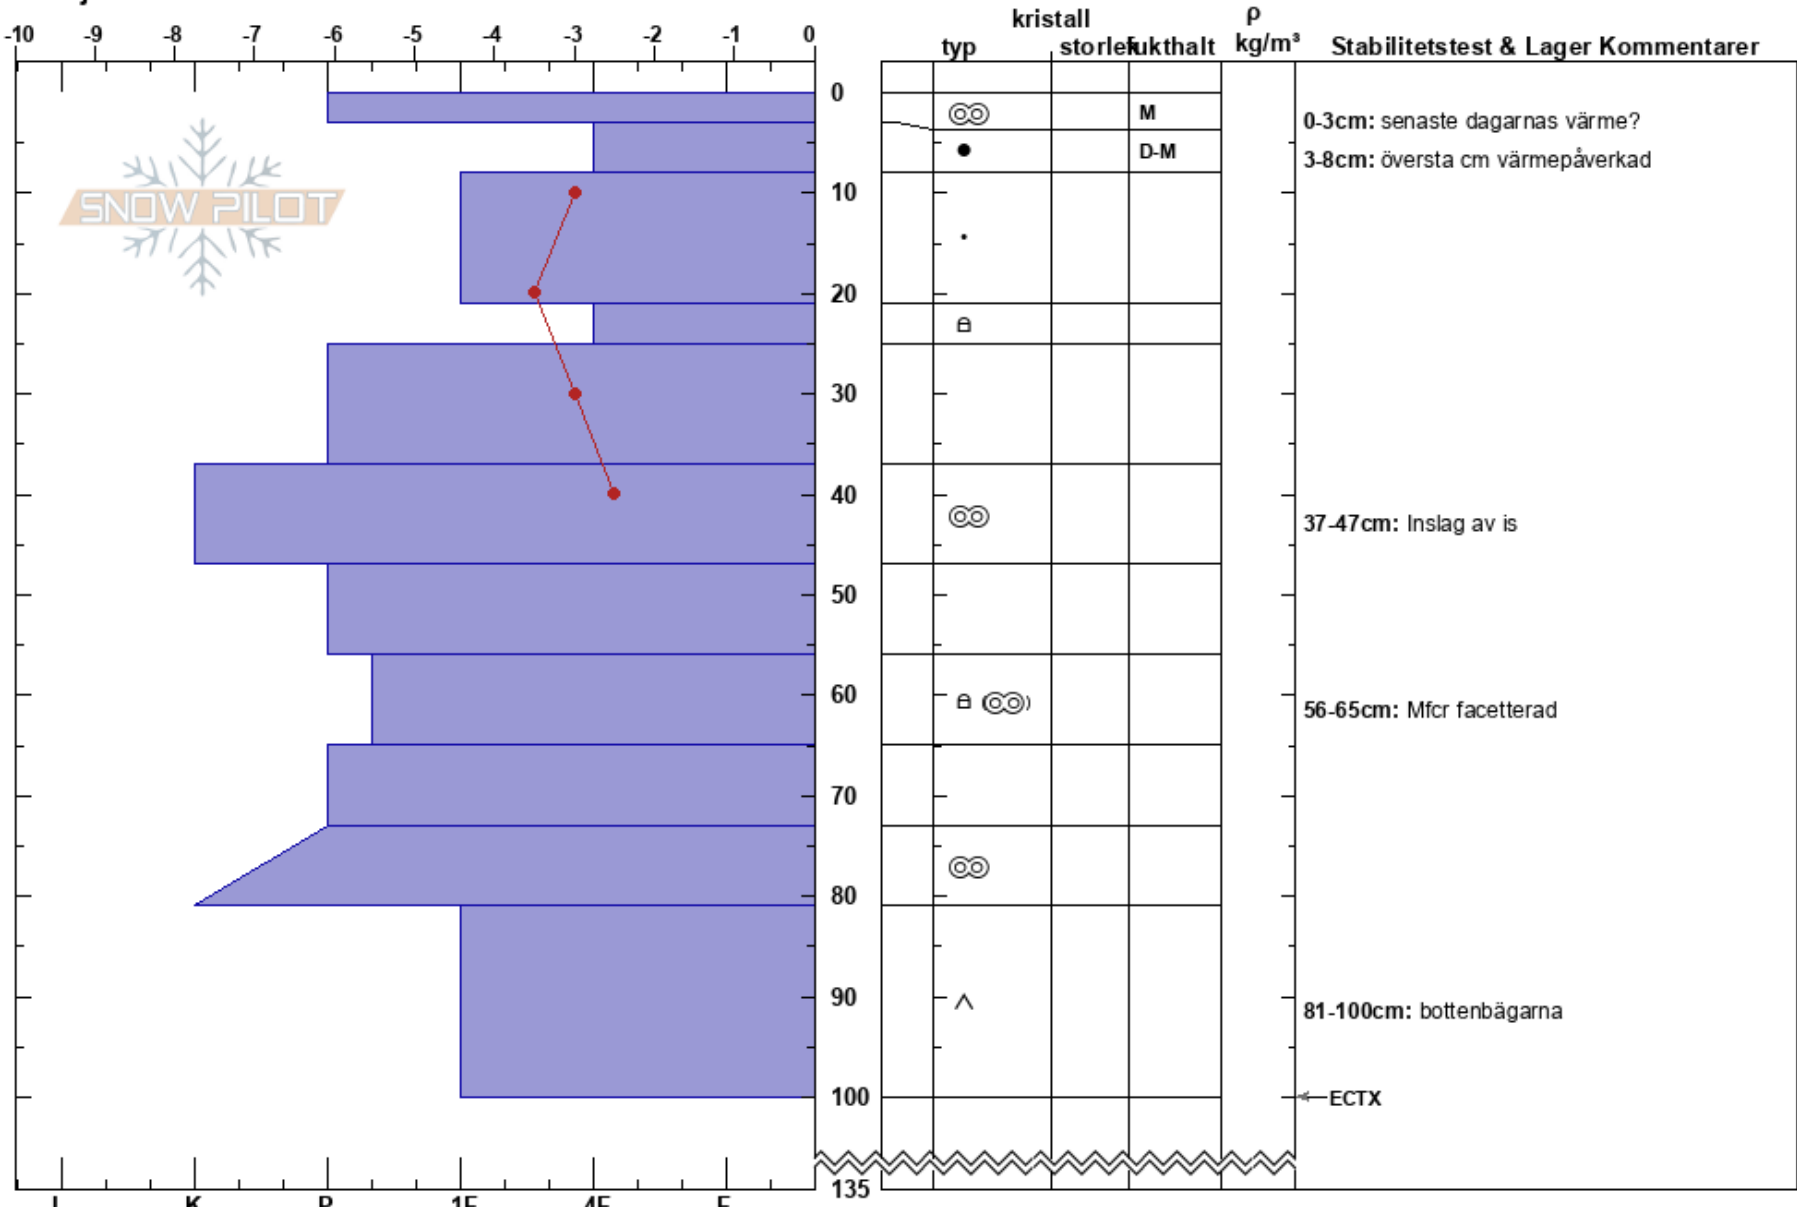 kristall
ρ
-10 -9 -8 -7 -6 -5 -4 -3 -2 -1 0
typ storlek fukthalt kg/m³ Stabilitetstest & Lager Kommentarer
0
M
0-3cm: senaste dagarnas värme?
D-M
3-8cm: översta cm värmepåverkad
SNOW PILOT
10
20
30
40
37-47cm: Inslag av is
50
60
56-65cm: Mfcr facetterad
70
80
90
81-100cm: bottenbägarna
100
ECTX
135
I K P 1F 4F F